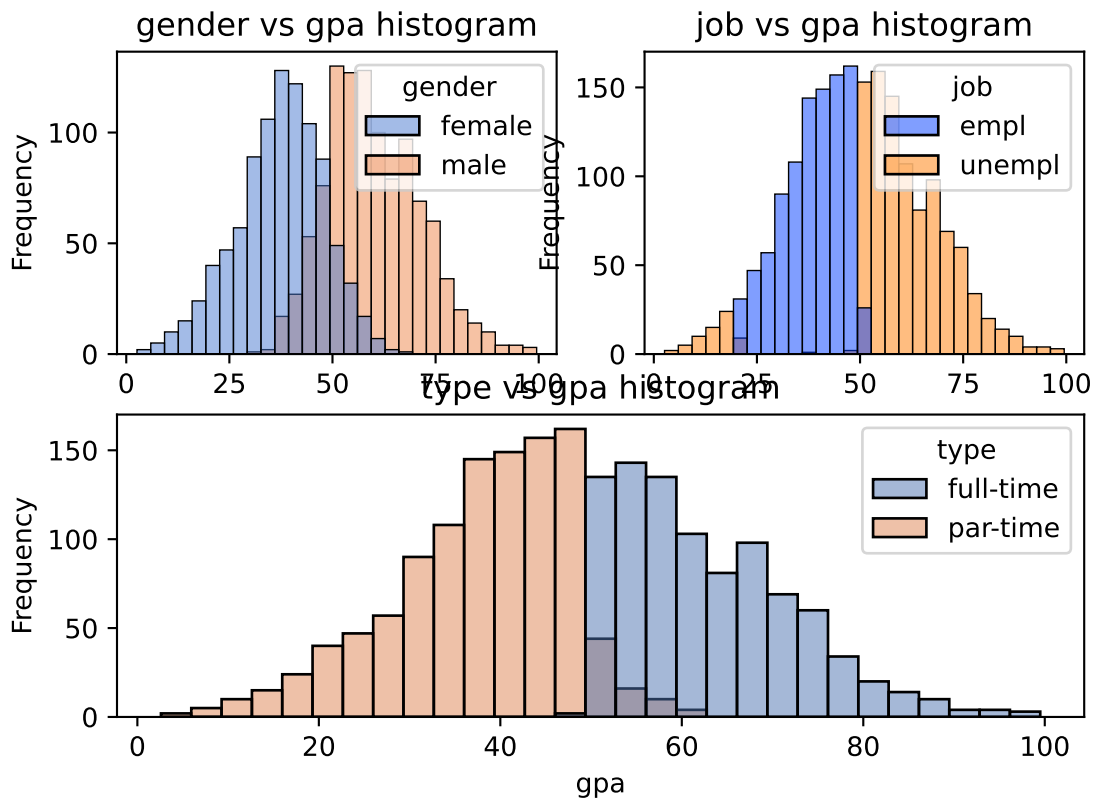 gender vs gpa histogram
Frequency
100
50
0
0
25
50
75
100
gender
female
male
job vs gpa histogram
Frequency
150
100
50
0
0
25
50
75
100
job
empl
unempl
type vs gpa histogram
Frequency
150
100
50
0
0
20
40
60
80
100
gpa
type
full-time
par-time